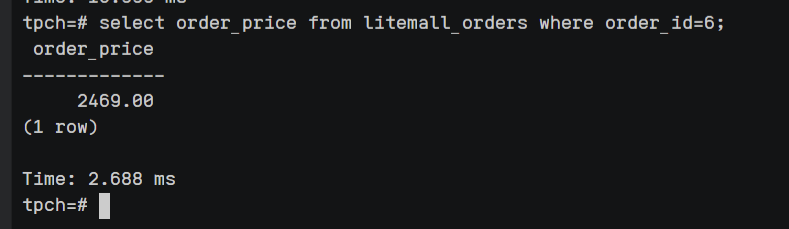 tpch=# select order_price from litemall_orders where order_id=6;
 order_price
-------------
     2469.00
(1 row)

Time: 2.688 ms
tpch=#